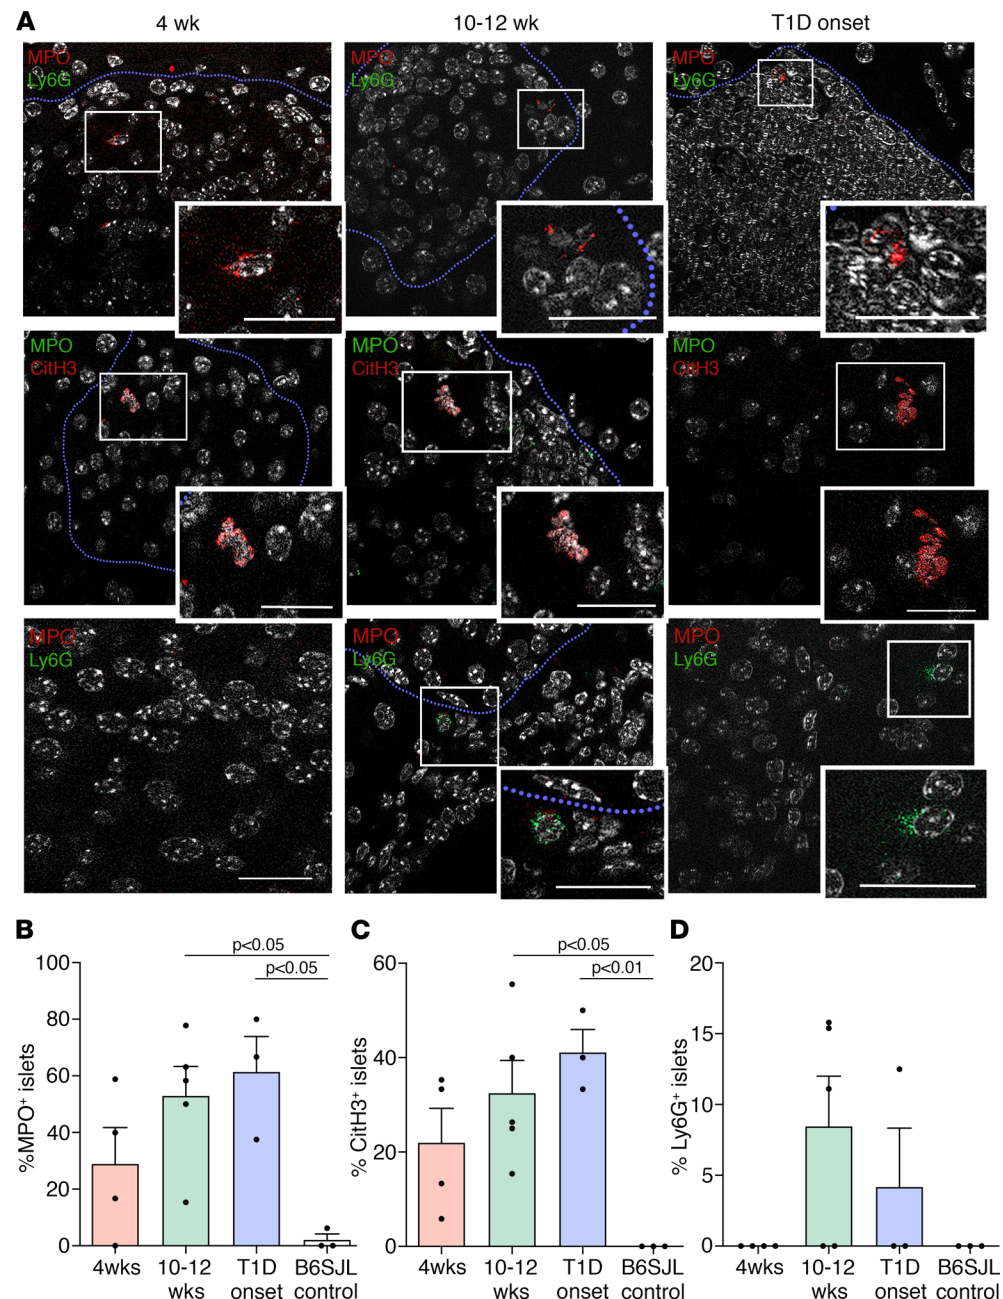 A
4 wk
10-12 wk
T1D onset
MPO
Ly6G
MPO
Ly6G
MPO
Ly6G
MPO
CitH3
MPO
CitH3
MPO
CitH3
MPO
Ly6G
MPO
Ly6G
MPO
Ly6G
B
p<0.05
p<0.05
%MPO⁺ islets
100
80
60
40
20
0
4wks
10-12
wks
T1D
onset
B6SJL
control
C
p<0.05
p<0.01
% CitH3⁺ islets
60
40
20
0
4wks
10-12
wks
T1D
onset
B6SJL
control
D
% Ly6G⁺ islets
20
15
10
5
0
4wks
10-12
wks
T1D
onset
B6SJL
control